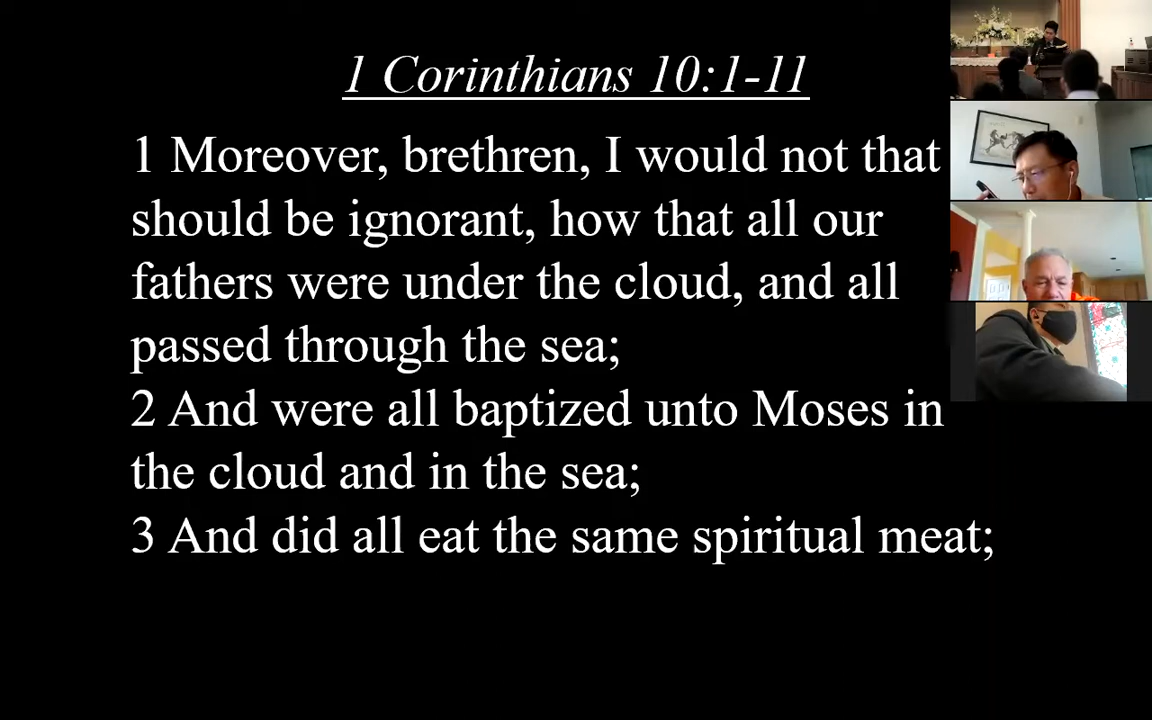 1 Corinthians 10:1-11
1 Moreover, brethren, I would not that
should be ignorant, how that all our
fathers were under the cloud, and all
passed through the sea;
2 And were all baptized unto Moses in
the cloud and in the sea;
3 And did all eat the same spiritual meat;